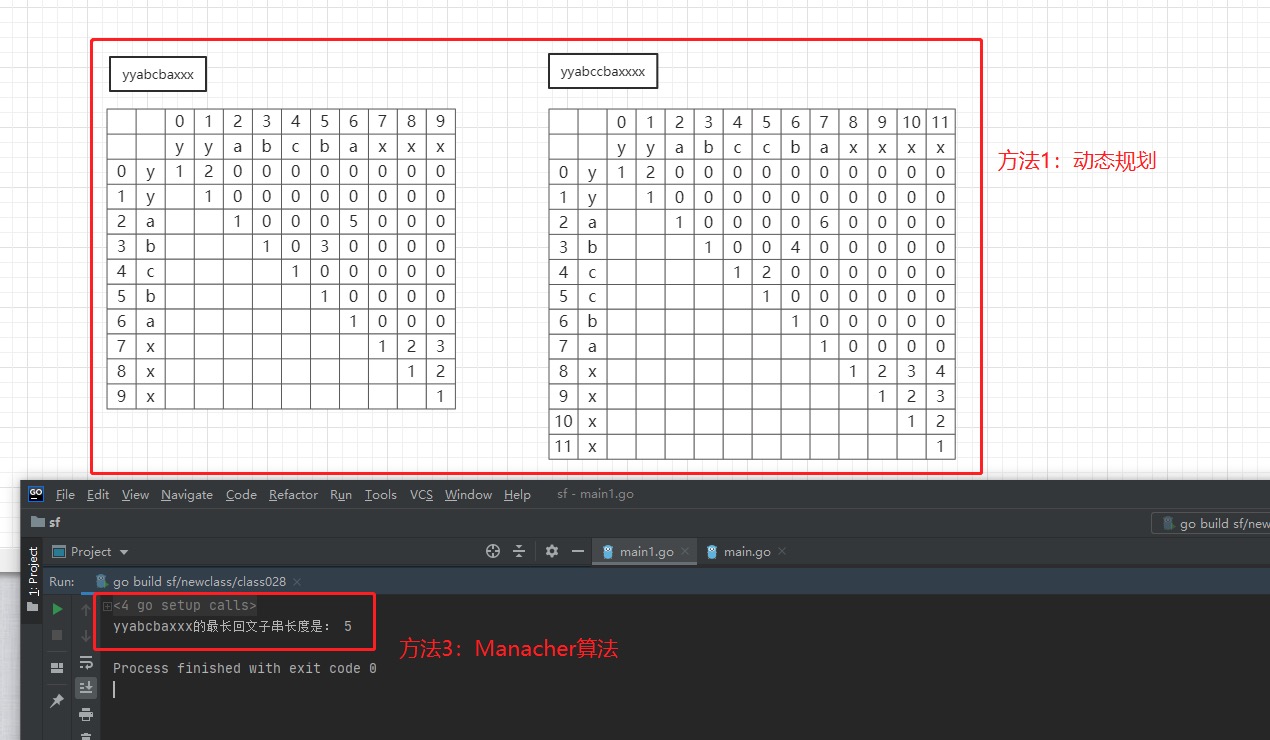 yyabcbaxxx
0 1 2 3 4 5 6 7 8 9
y y a b c b a x x x
0 y 1 2 0 0 0 0 0 0 0 0
1 y 1 0 0 0 0 0 0 0 0
2 a 1 0 0 0 5 0 0 0
3 b 1 0 3 0 0 0 0
4 c 1 0 0 0 0 0
5 b 1 0 0 0 0
6 a 1 0 0 0
7 x 1 2 3
8 x 1 2
9 x 1
yyabccbaxxxx
0 1 2 3 4 5 6 7 8 9 10 11
y y a b c c b a x x x x
0 y 1 2 0 0 0 0 0 0 0 0 0 0
1 y 1 0 0 0 0 0 0 0 0 0 0
2 a 1 0 0 0 0 6 0 0 0 0
3 b 1 0 0 4 0 0 0 0 0
4 c 1 2 0 0 0 0 0 0
5 c 1 0 0 0 0 0 0
6 b 1 0 0 0 0 0
7 a 1 0 0 0 0
8 x 1 2 3 4
9 x 1 2 3
10 x 1 2
11 x 1
方法1：动态规划
GO File Edit View Navigate Code Refactor Run Tools VCS Window Help sf - main1.go
sf
go build sf/new
1: Project
Project main1.go main.go
Run: go build sf/newclass/class028
<4 go setup calls>
yyabcbaxxx的最长回文子串长度是： 5
方法3：Manacher算法
Process finished with exit code 0